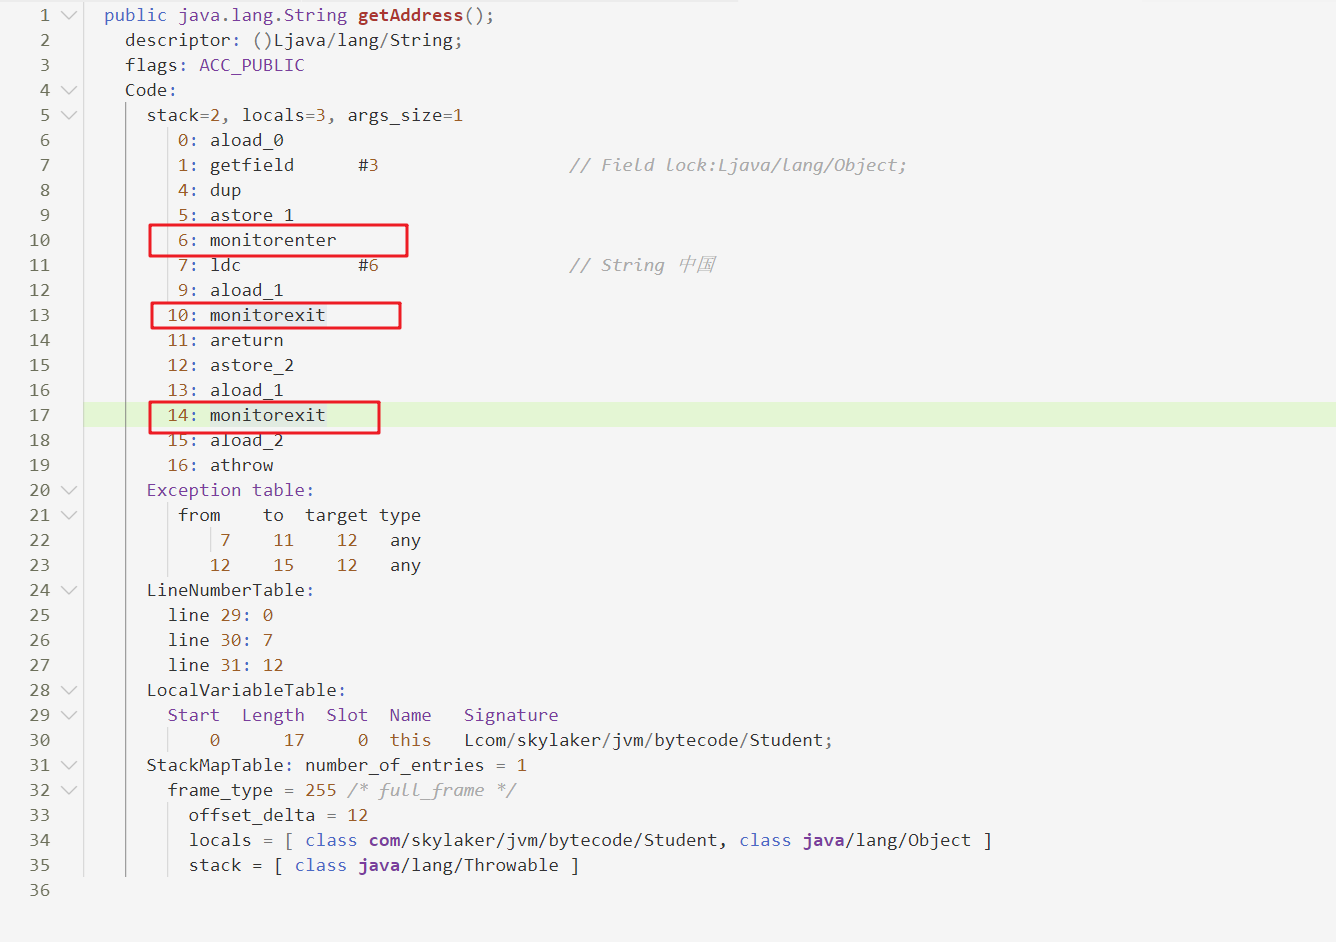 1 public java.lang.String getAddress();
2 descriptor: ()Ljava/lang/String;
3 flags: ACC_PUBLIC
4 Code:
5 stack=2, locals=3, args_size=1
6 0: aload_0
7 1: getfield #3 // Field lock:Ljava/lang/Object;
8 4: dup
9 5: astore_1
10 6: monitorenter
11 7: ldc #6 // String 中国
12 9: aload_1
13 10: monitorexit
14 11: areturn
15 12: astore_2
16 13: aload_1
17 14: monitorexit
18 15: aload_2
19 16: athrow
20 Exception table:
21 from to target type
22 7 11 12 any
23 12 15 12 any
24 LineNumberTable:
25 line 29: 0
26 line 30: 7
27 line 31: 12
28 LocalVariableTable:
29 Start Length Slot Name Signature
30 0 17 0 this Lcom/skylaker/jvm/bytecode/Student;
31 StackMapTable: number_of_entries = 1
32 frame_type = 255 /* full_frame */
33 offset_delta = 12
34 locals = [ class com/skylaker/jvm/bytecode/Student, class java/lang/Object ]
35 stack = [ class java/lang/Throwable ]
36